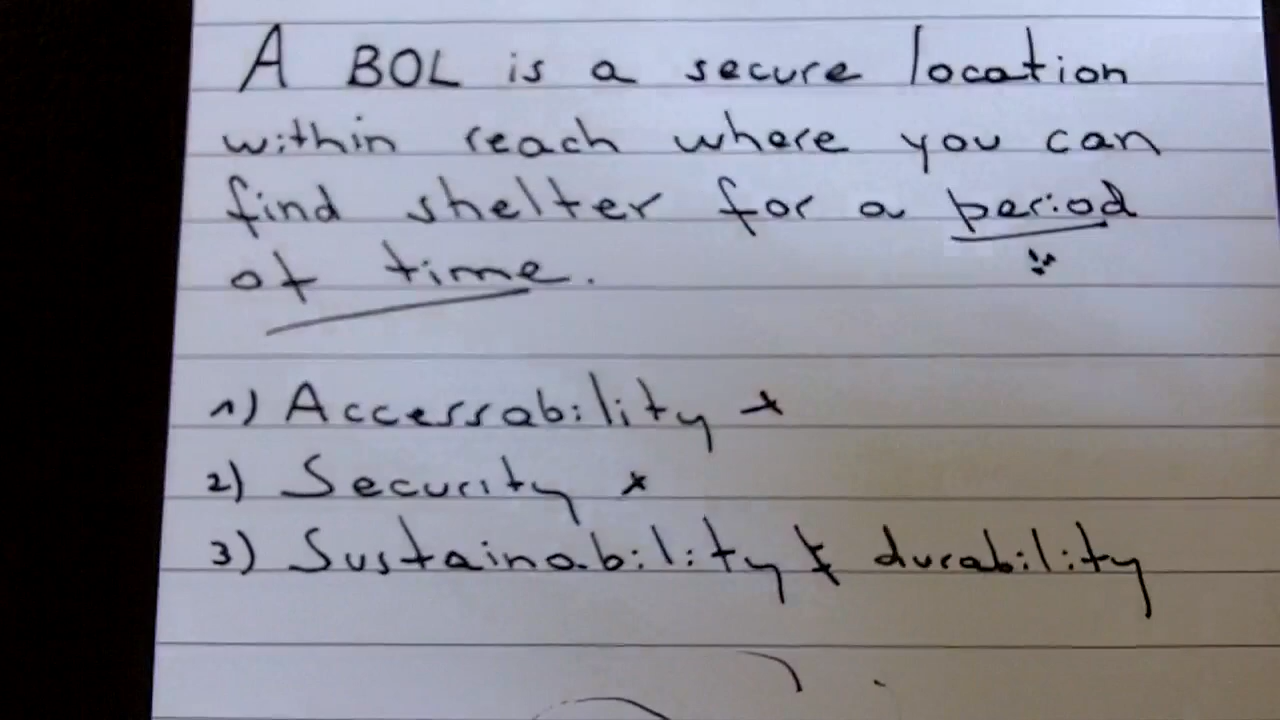 A BOL is a secure location
within reach where you can
find shelter for a period
of time.
1) Accessability *
2) Security *
3) Sustainability & durability